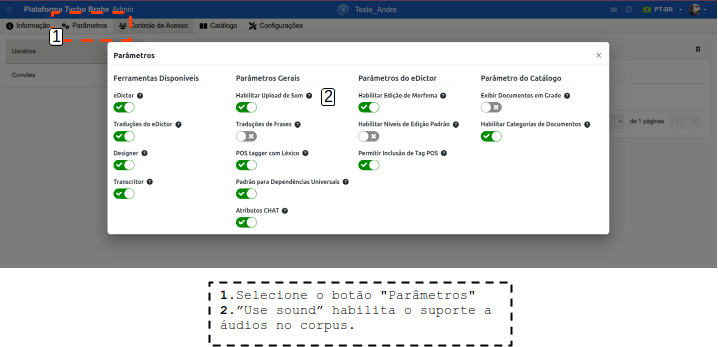 Plataforma Tycho Brahe Admin
Teste_Andre
PT-BR
Informação
Parâmetros
Controle de Acesso
Catálogo
Configurações
1
Usuários
Convites
de 1 páginas
Parâmetros
Ferramentas Disponíveis
eDictor
Traduções do eDictor
Designer
Transcritor
Parâmetros Gerais
Habilitar Upload de Som
2
Traduções de Frases
POS tagger com Léxico
Padrão para Dependências Universais
Atributos CHAT
Parâmetros do eDictor
Habilitar Edição de Morfema
Habilitar Níveis de Edição Padrão
Permitir Inclusão de Tag POS
Parâmetro do Catálogo
Exibir Documentos em Grade
Habilitar Categorias de Documentos
1.Selecione o botão "Parâmetros"
2."Use sound” habilita o suporte a
áudios no corpus.